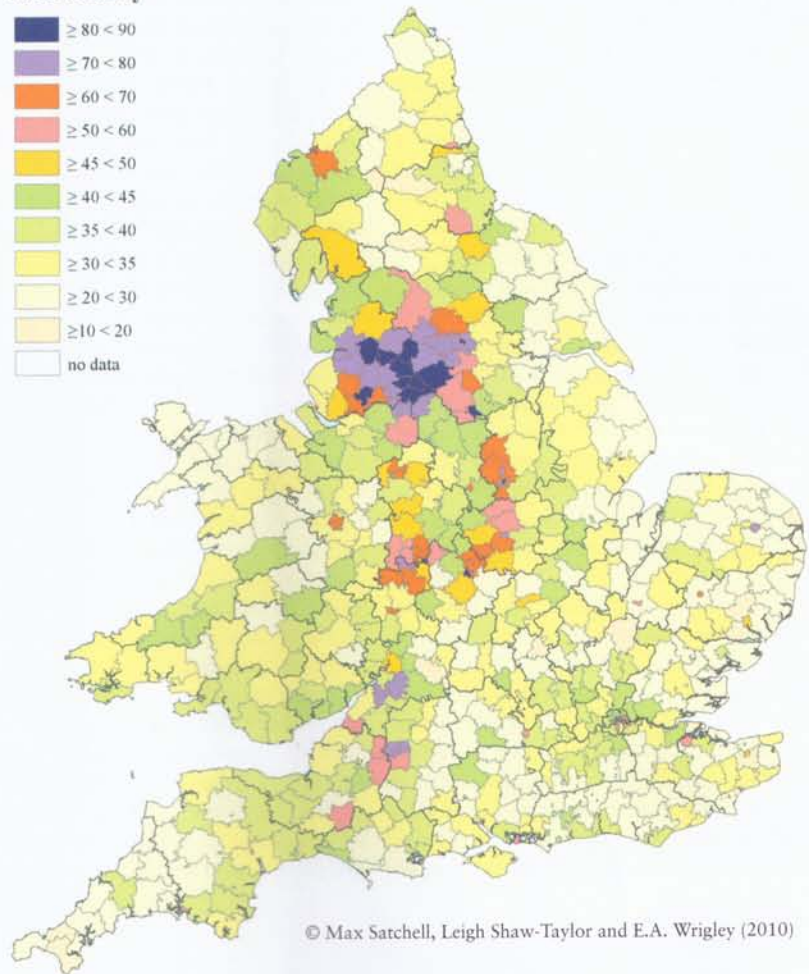 ≥ 80 < 90
≥ 70 < 80
≥ 60 < 70
≥ 50 < 60
≥ 45 < 50
≥ 40 < 45
≥ 35 < 40
≥ 30 < 35
≥ 20 < 30
≥10 < 20
no data
© Max Satchell, Leigh Shaw-Taylor and E.A. Wrigley (2010)